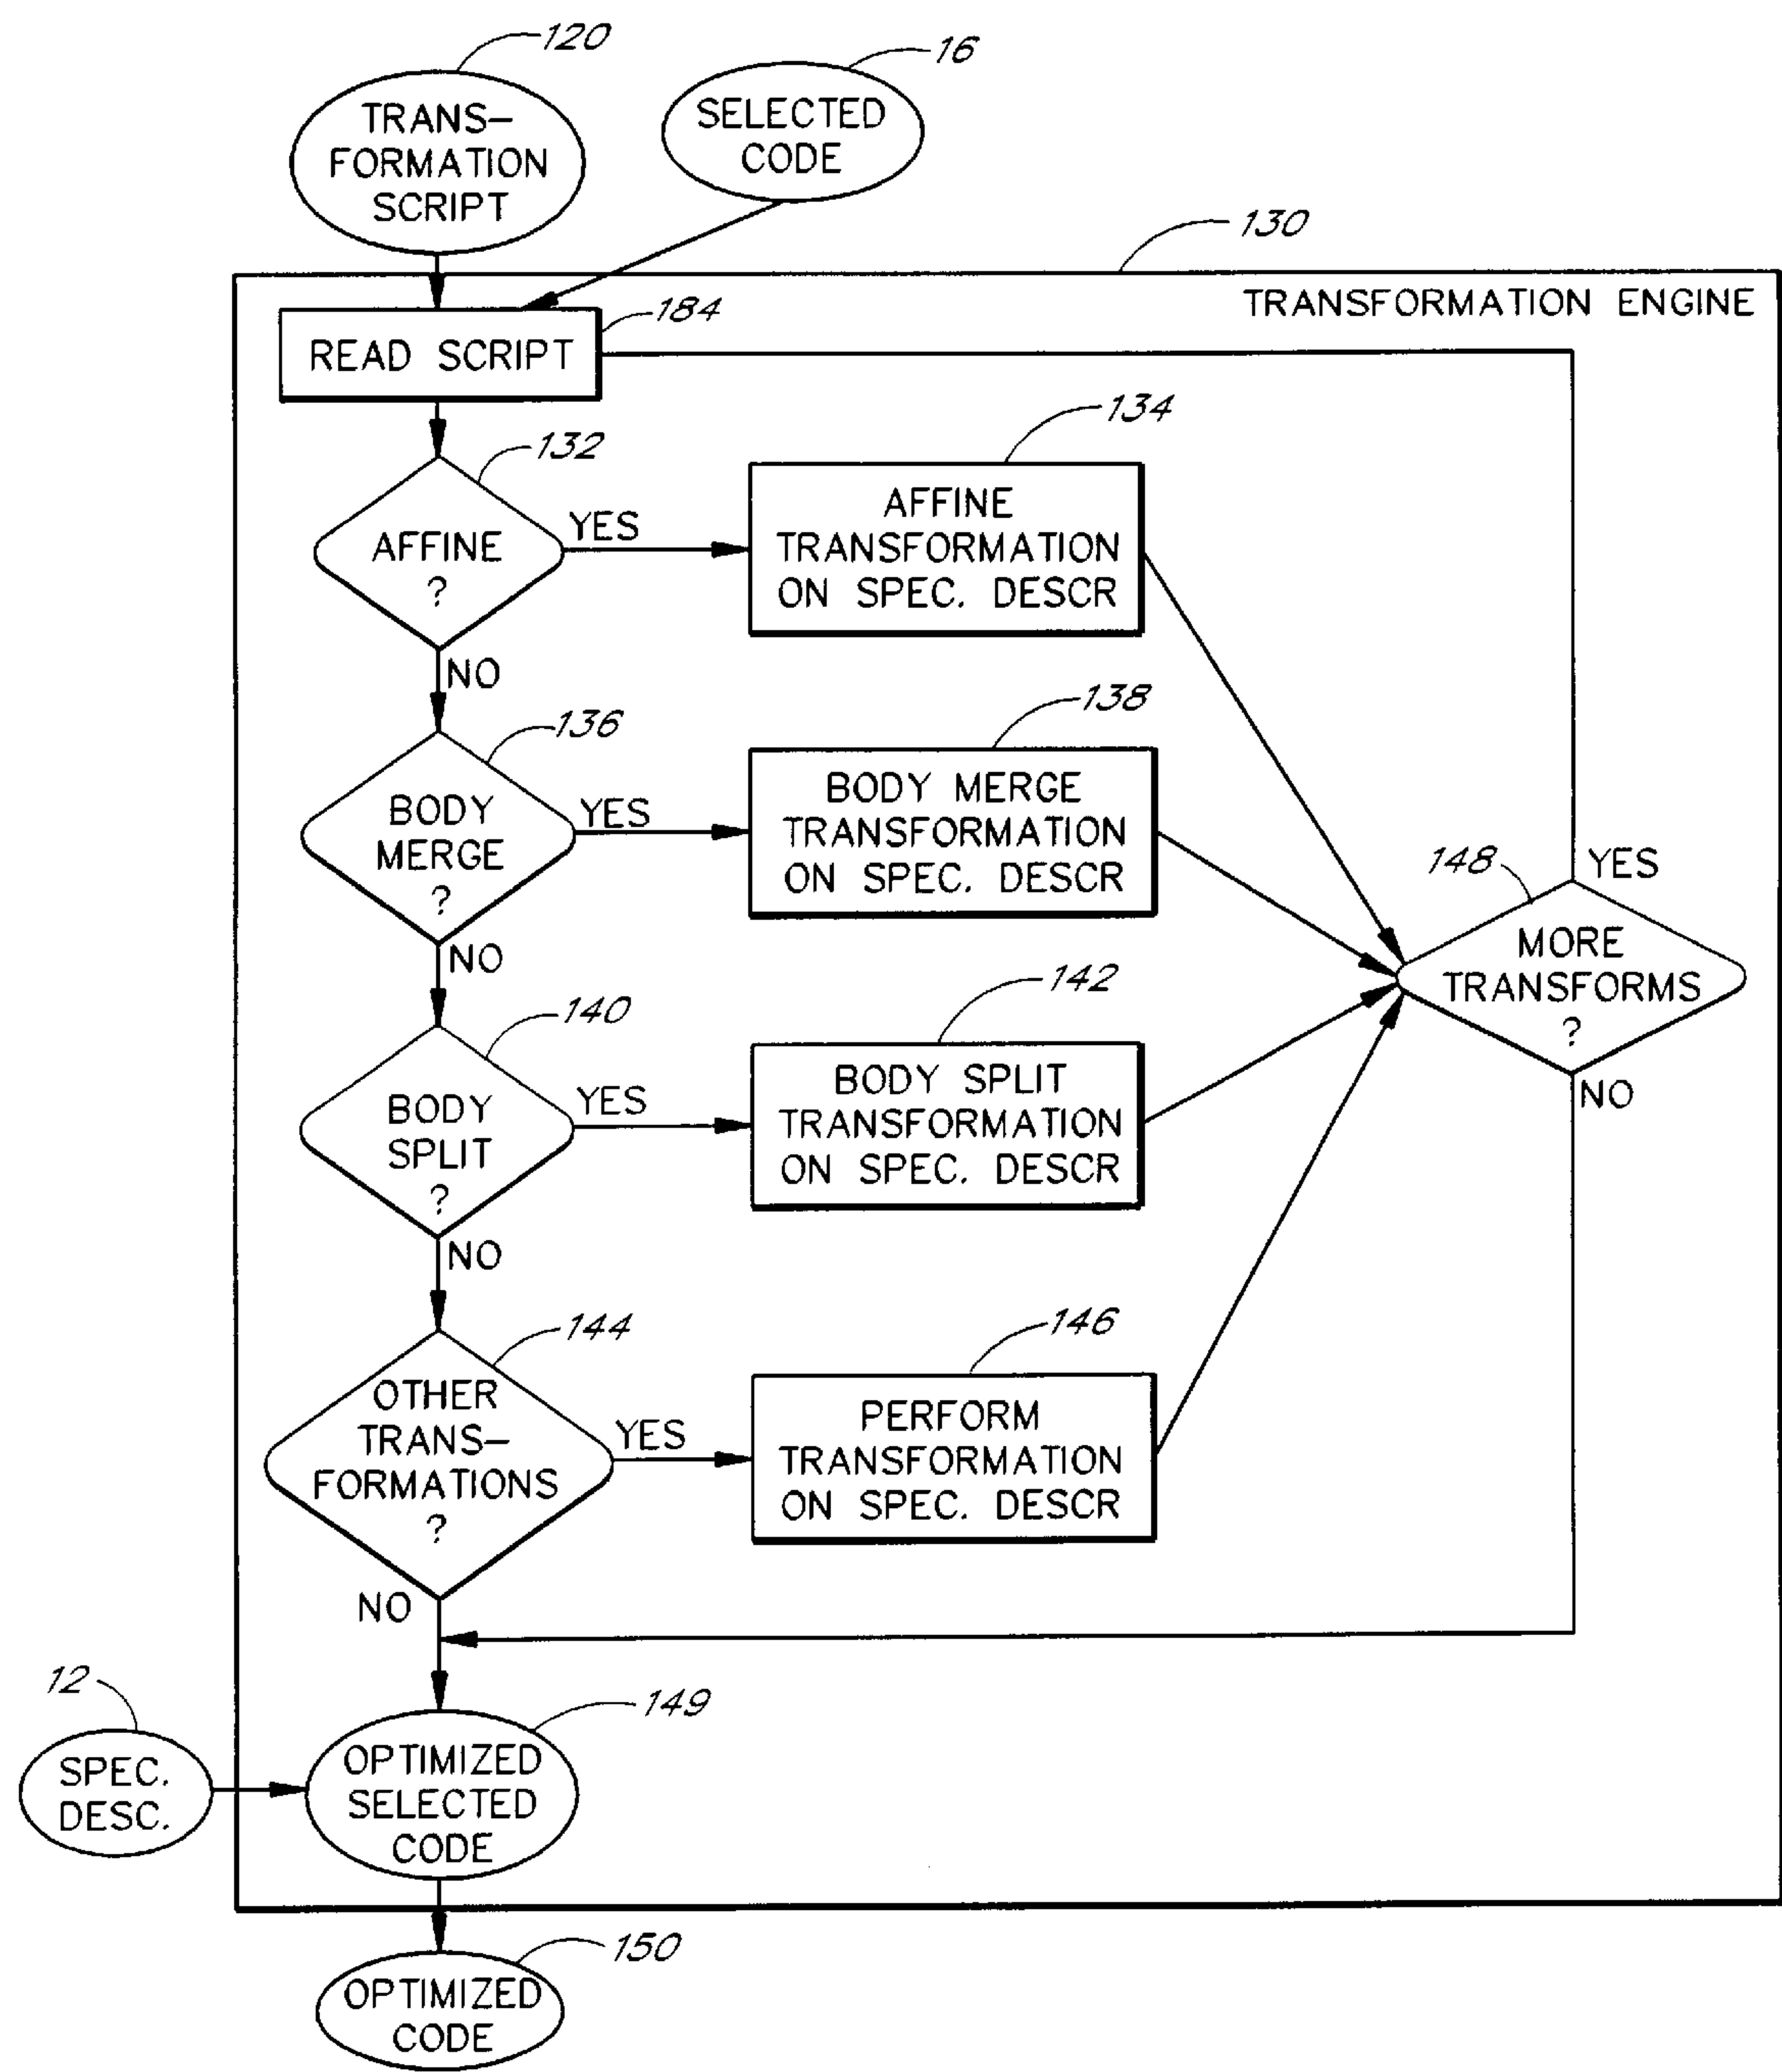 120
TRANS-
FORMATION
SCRIPT
16
SELECTED
CODE
130
TRANSFORMATION ENGINE
184
READ SCRIPT
132
AFFINE
?
YES
NO
134
AFFINE
TRANSFORMATION
ON SPEC. DESCR
136
BODY
MERGE
?
YES
NO
138
BODY MERGE
TRANSFORMATION
ON SPEC. DESCR
148
MORE
TRANSFORMS
?
YES
NO
140
BODY
SPLIT
?
YES
NO
142
BODY SPLIT
TRANSFORMATION
ON SPEC. DESCR
144
OTHER
TRANS-
FORMATIONS
?
YES
NO
146
PERFORM
TRANSFORMATION
ON SPEC. DESCR
12
SPEC.
DESC.
149
OPTIMIZED
SELECTED
CODE
150
OPTIMIZED
CODE